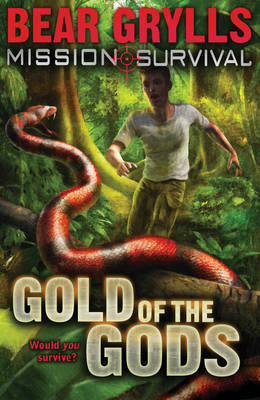 BEAR GRYLLS
MISSION SURVIVAL
GOLD OF THE
GODS
Would you
survive?